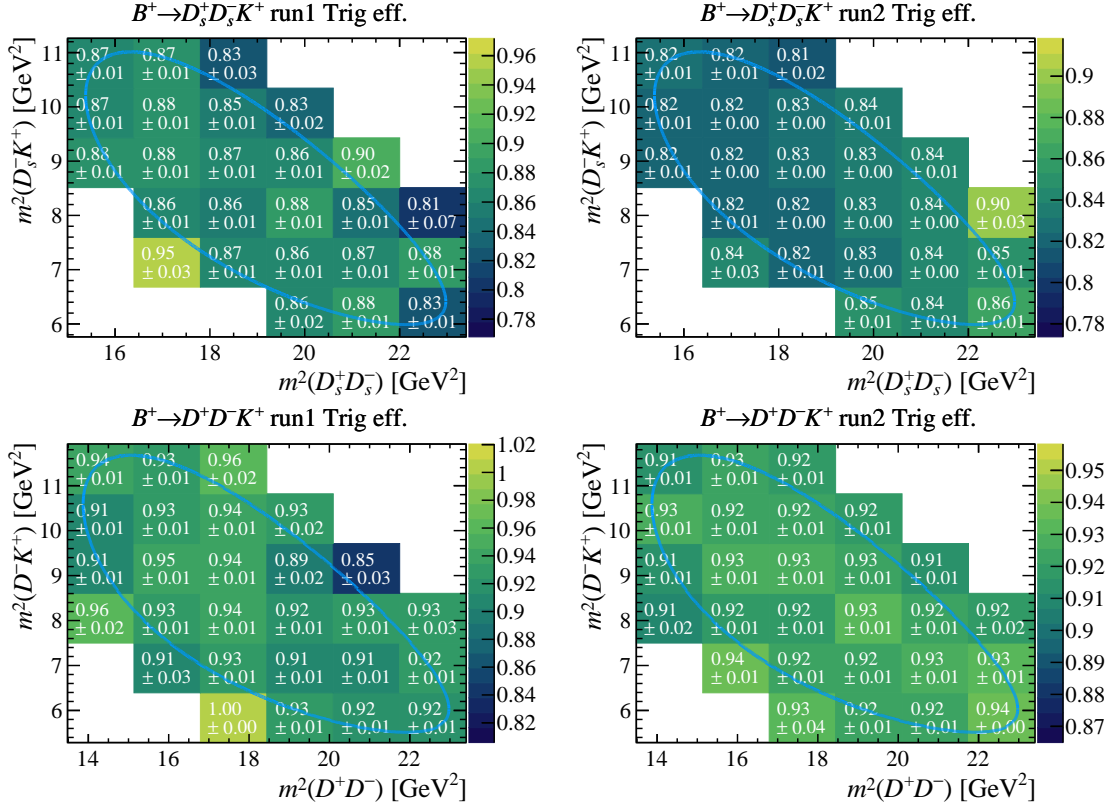 B⁺→Dₛ⁺Dₛ⁻K⁺ run1 Trig eff.
m²(Dₛ⁻K⁺) [GeV²]
11
10
9
8
7
6
0.87 0.87 0.83
± 0.01 ± 0.01 ± 0.03
0.87 0.88 0.85 0.83
± 0.01 ± 0.01 ± 0.01 ± 0.02
0.88 0.88 0.87 0.86 0.90
± 0.01 ± 0.01 ± 0.01 ± 0.01 ± 0.02
0.86 0.86 0.88 0.85 0.81
± 0.01 ± 0.01 ± 0.01 ± 0.01 ± 0.07
0.95 0.87 0.86 0.87 0.88
± 0.03 ± 0.01 ± 0.01 ± 0.01 ± 0.01
0.86 0.88 0.83
± 0.02 ± 0.01 ± 0.01
16 18 20 22
m²(Dₛ⁺Dₛ⁻) [GeV²]
0.96
0.94
0.92
0.9
0.88
0.86
0.84
0.82
0.8
0.78
B⁺→Dₛ⁺Dₛ⁻K⁺ run2 Trig eff.
m²(Dₛ⁻K⁺) [GeV²]
11
10
9
8
7
6
0.82 0.82 0.81
± 0.01 ± 0.01 ± 0.02
0.82 0.82 0.83 0.84
± 0.01 ± 0.00 ± 0.00 ± 0.01
0.82 0.82 0.83 0.83 0.84
± 0.01 ± 0.00 ± 0.00 ± 0.00 ± 0.01
0.82 0.82 0.83 0.84 0.90
± 0.01 ± 0.00 ± 0.00 ± 0.00 ± 0.03
0.84 0.82 0.83 0.84 0.85
± 0.03 ± 0.01 ± 0.00 ± 0.00 ± 0.01
0.85 0.84 0.86
± 0.01 ± 0.01 ± 0.01
16 18 20 22
m²(Dₛ⁺Dₛ⁻) [GeV²]
0.9
0.88
0.86
0.84
0.82
0.8
0.78
B⁺→D⁺D⁻K⁺ run1 Trig eff.
m²(D⁻K⁺) [GeV²]
11
10
9
8
7
6
0.94 0.93 0.96
± 0.01 ± 0.01 ± 0.02
0.91 0.93 0.94 0.93
± 0.01 ± 0.01 ± 0.01 ± 0.02
0.91 0.95 0.94 0.89 0.85
± 0.01 ± 0.01 ± 0.01 ± 0.02 ± 0.03
0.96 0.93 0.94 0.92 0.93 0.93
± 0.02 ± 0.01 ± 0.01 ± 0.01 ± 0.01 ± 0.03
0.91 0.93 0.91 0.91 0.92
± 0.03 ± 0.01 ± 0.01 ± 0.01 ± 0.01
1.00 0.93 0.92 0.92
± 0.00 ± 0.01 ± 0.01 ± 0.01
14 16 18 20 22
m²(D⁺D⁻) [GeV²]
1.02
1
0.98
0.96
0.94
0.92
0.9
0.88
0.86
0.84
0.82
B⁺→D⁺D⁻K⁺ run2 Trig eff.
m²(D⁻K⁺) [GeV²]
11
10
9
8
7
6
0.91 0.93 0.92
± 0.01 ± 0.01 ± 0.01
0.93 0.92 0.92 0.92
± 0.01 ± 0.01 ± 0.01 ± 0.01
0.91 0.93 0.93 0.92 0.91
± 0.01 ± 0.01 ± 0.01 ± 0.01 ± 0.01
0.91 0.92 0.92 0.93 0.92 0.92
± 0.02 ± 0.01 ± 0.01 ± 0.01 ± 0.01 ± 0.02
0.94 0.92 0.92 0.93 0.93
± 0.01 ± 0.01 ± 0.01 ± 0.01 ± 0.01
0.93 0.92 0.92 0.94
± 0.04 ± 0.01 ± 0.01 ± 0.00
14 16 18 20 22
m²(D⁺D⁻) [GeV²]
0.95
0.94
0.93
0.92
0.91
0.9
0.89
0.88
0.87